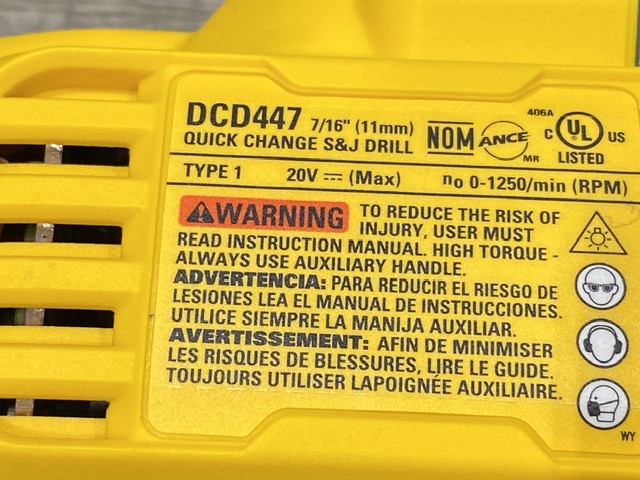 DCD447 7/16" (11mm)
QUICK CHANGE S&J DRILL
NOM ANCE MR
406A
C UL US
LISTED
TYPE 1 20V ⎓ (Max) no 0-1250/min (RPM)
⚠WARNING TO REDUCE THE RISK OF
INJURY, USER MUST
READ INSTRUCTION MANUAL. HIGH TORQUE -
ALWAYS USE AUXILIARY HANDLE.
ADVERTENCIA: PARA REDUCIR EL RIESGO DE
LESIONES LEA EL MANUAL DE INSTRUCCIONES.
UTILICE SIEMPRE LA MANIJA AUXILIAR.
AVERTISSEMENT: AFIN DE MINIMISER
LES RISQUES DE BLESSURES, LIRE LE GUIDE.
TOUJOURS UTILISER LAPOIGNÉE AUXILIAIRE.
WY